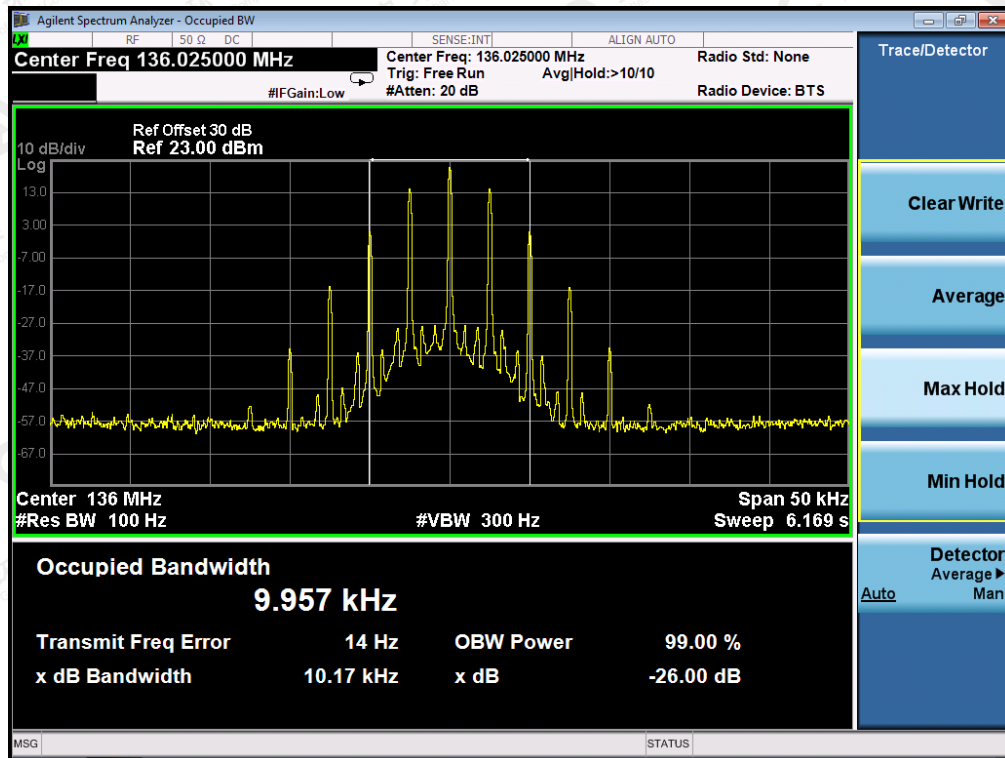 Agilent Spectrum Analyzer - Occupied BW
LXI RF 50 Ω DC SENSE:INT ALIGN AUTO
Center Freq 136.025000 MHz
Center Freq: 136.025000 MHz Radio Std: None
Trig: Free Run Avg|Hold:>10/10
#IFGain:Low #Atten: 20 dB Radio Device: BTS
Ref Offset 30 dB
10 dB/div Ref 23.00 dBm
Log
13.0
3.00
-7.00
-17.0
-27.0
-37.0
-47.0
-57.0
-67.0
Center 136 MHz Span 50 kHz
#Res BW 100 Hz #VBW 300 Hz Sweep 6.169 s
Occupied Bandwidth
9.957 kHz
Transmit Freq Error 14 Hz OBW Power 99.00 %
x dB Bandwidth 10.17 kHz x dB -26.00 dB
MSG STATUS
Trace/Detector
Clear Write
Average
Max Hold
Min Hold
Detector
Average▶
Auto Man